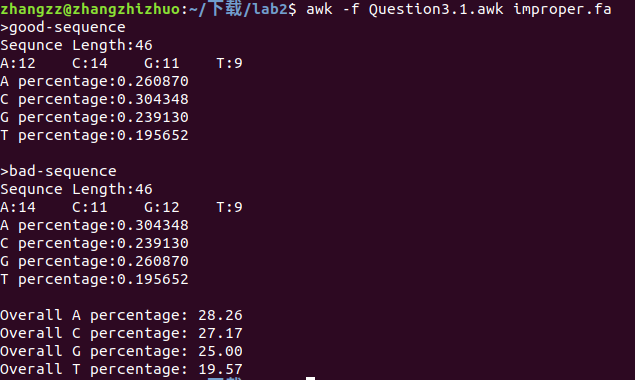 zhangzz@zhangzhizhuo:~/下载/lab2$ awk -f Question3.1.awk improper.fa
>good-sequence
Sequnce Length:46
A:12    C:14    G:11    T:9
A percentage:0.260870
C percentage:0.304348
G percentage:0.239130
T percentage:0.195652
>bad-sequence
Sequnce Length:46
A:14    C:11    G:12    T:9
A percentage:0.304348
C percentage:0.239130
G percentage:0.260870
T percentage:0.195652
Overall A percentage: 28.26
Overall C percentage: 27.17
Overall G percentage: 25.00
Overall T percentage: 19.57